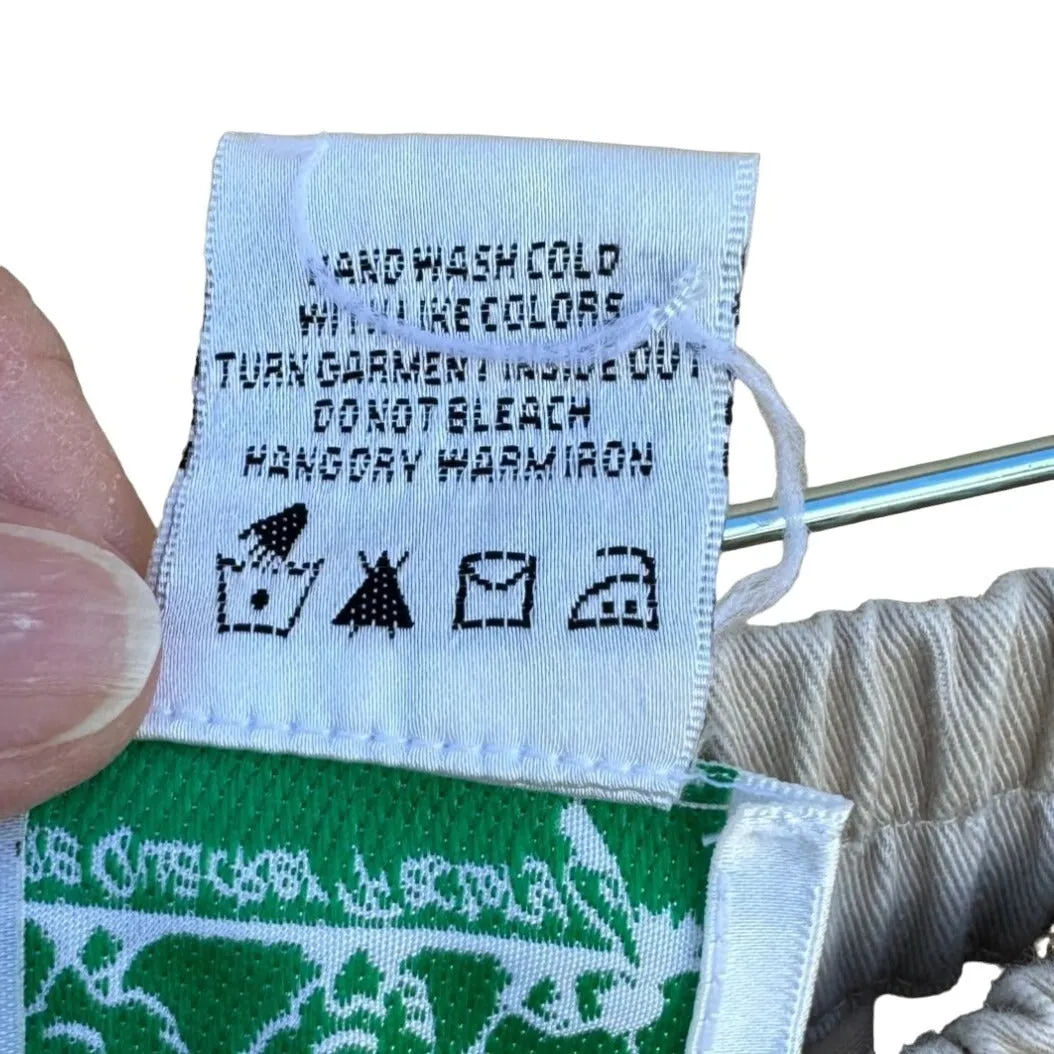 HAND WASH COLD
WITH LIKE COLORS
TURN GARMENT INSIDE OUT
DO NOT BLEACH
HANG DRY WARM IRON